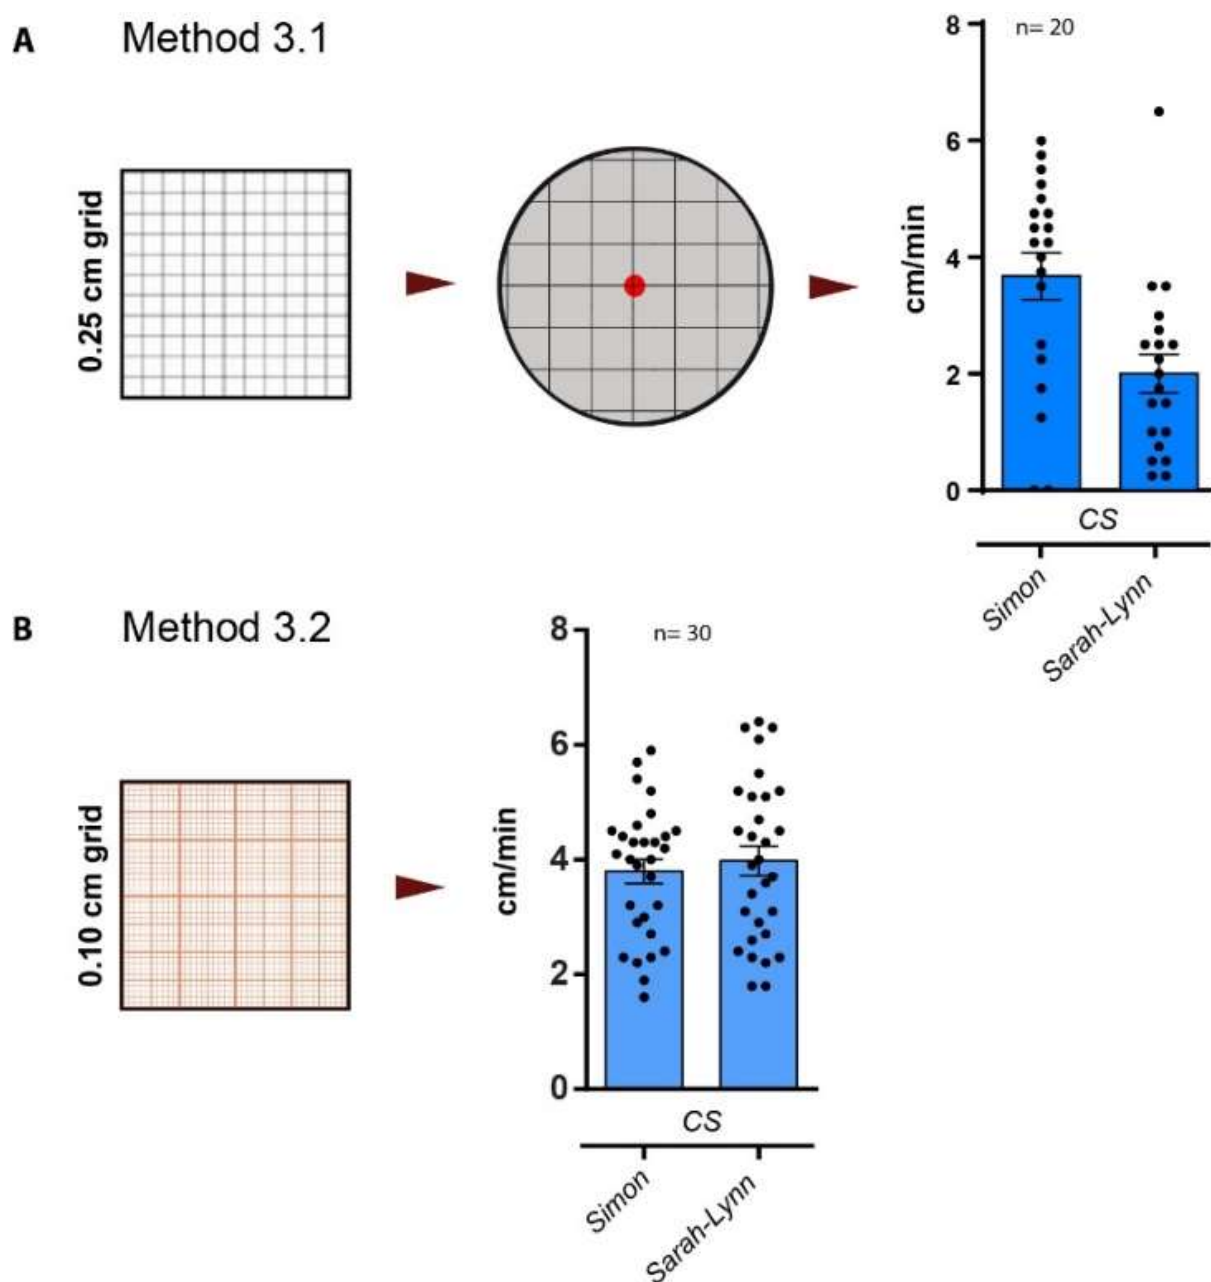 A Method 3.1
0.25 cm grid
n= 20
cm/min
8
6
4
2
0
CS
Simon
Sarah-Lynn
B Method 3.2
0.10 cm grid
n= 30
cm/min
8
6
4
2
0
CS
Simon
Sarah-Lynn